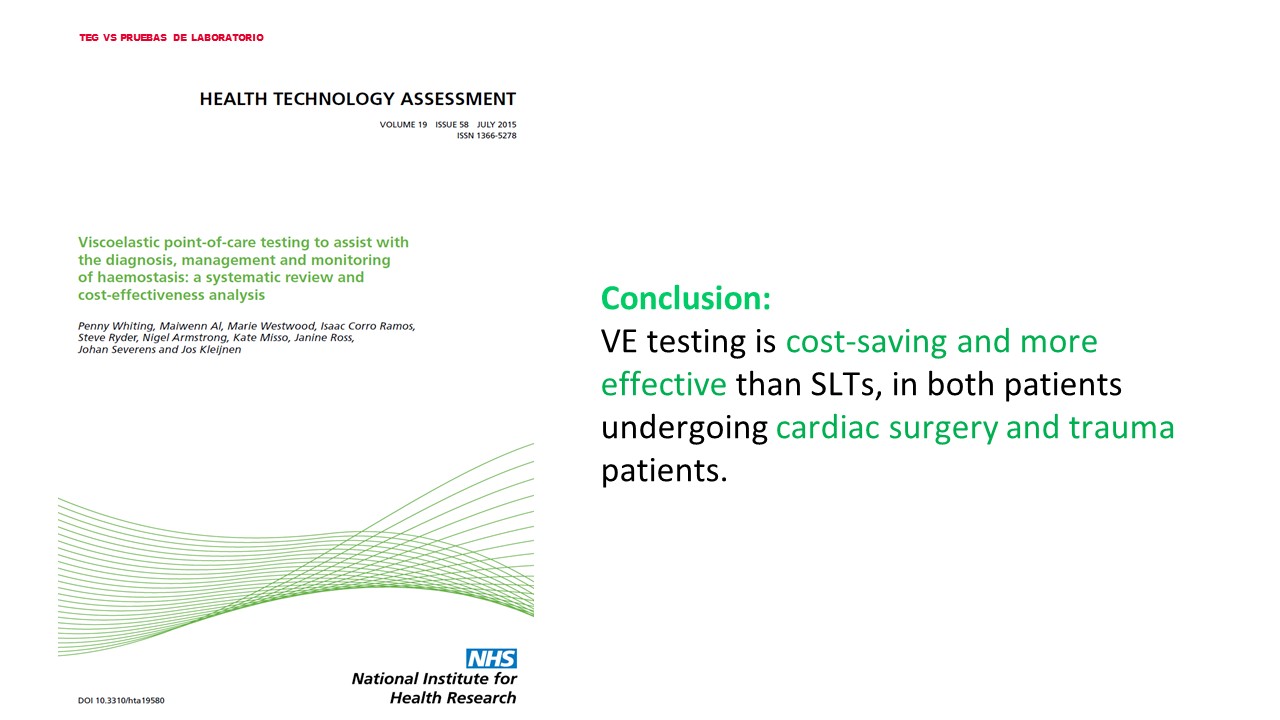 TEG VS PRUEBAS DE LABORATORIO
HEALTH TECHNOLOGY ASSESSMENT
VOLUME 19 ISSUE 58 JULY 2015
ISSN 1366-5278
Viscoelastic point-of-care testing to assist with
the diagnosis, management and monitoring
of haemostasis: a systematic review and
cost-effectiveness analysis
Penny Whiting, Maiwenn Al, Marie Westwood, Isaac Corro Ramos,
Steve Ryder, Nigel Armstrong, Kate Misso, Janine Ross,
Johan Severens and Jos Kleijnen
Conclusion:
VE testing is cost-saving and more
effective than SLTs, in both patients
undergoing cardiac surgery and trauma
patients.
NHS
National Institute for
Health Research
DOI 10.3310/hta19580